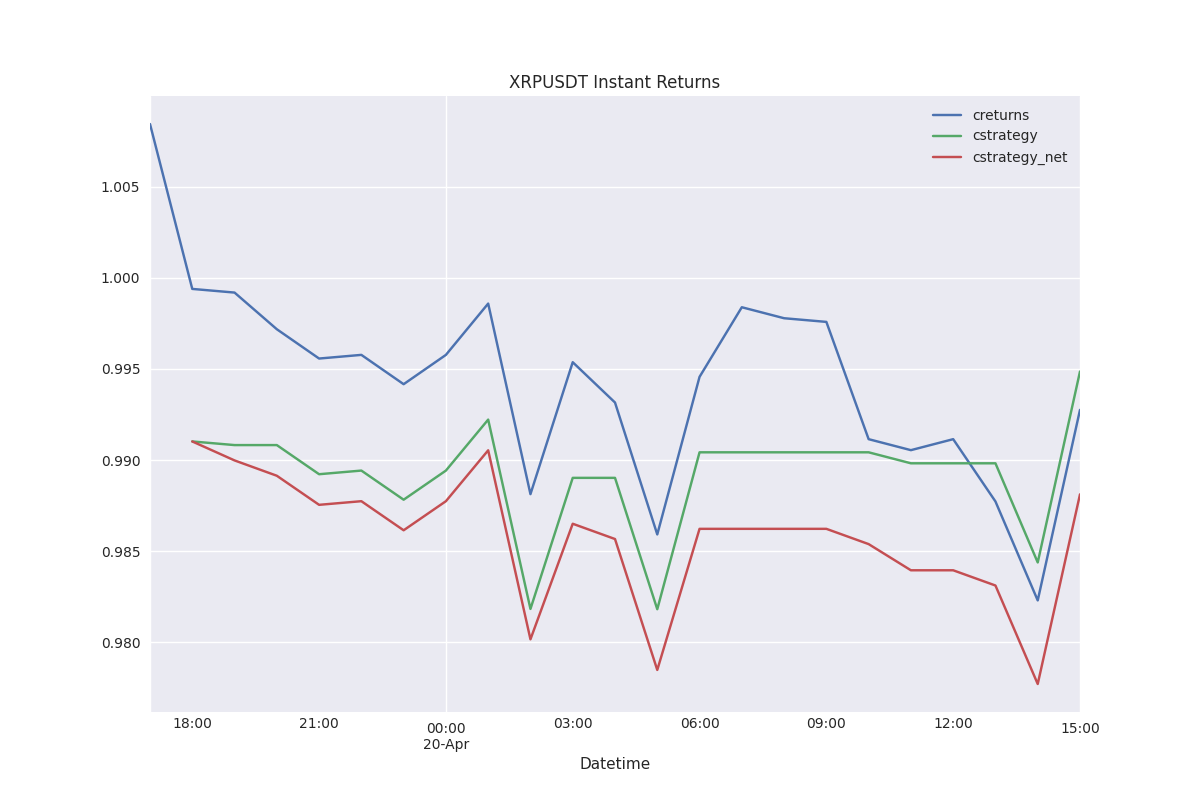 XRPUSDT Instant Returns
creturns
cstrategy
cstrategy_net
1.005
1.000
0.995
0.990
0.985
0.980
18:00 21:00 00:00 03:00 06:00 09:00 12:00 15:00
20-Apr
Datetime